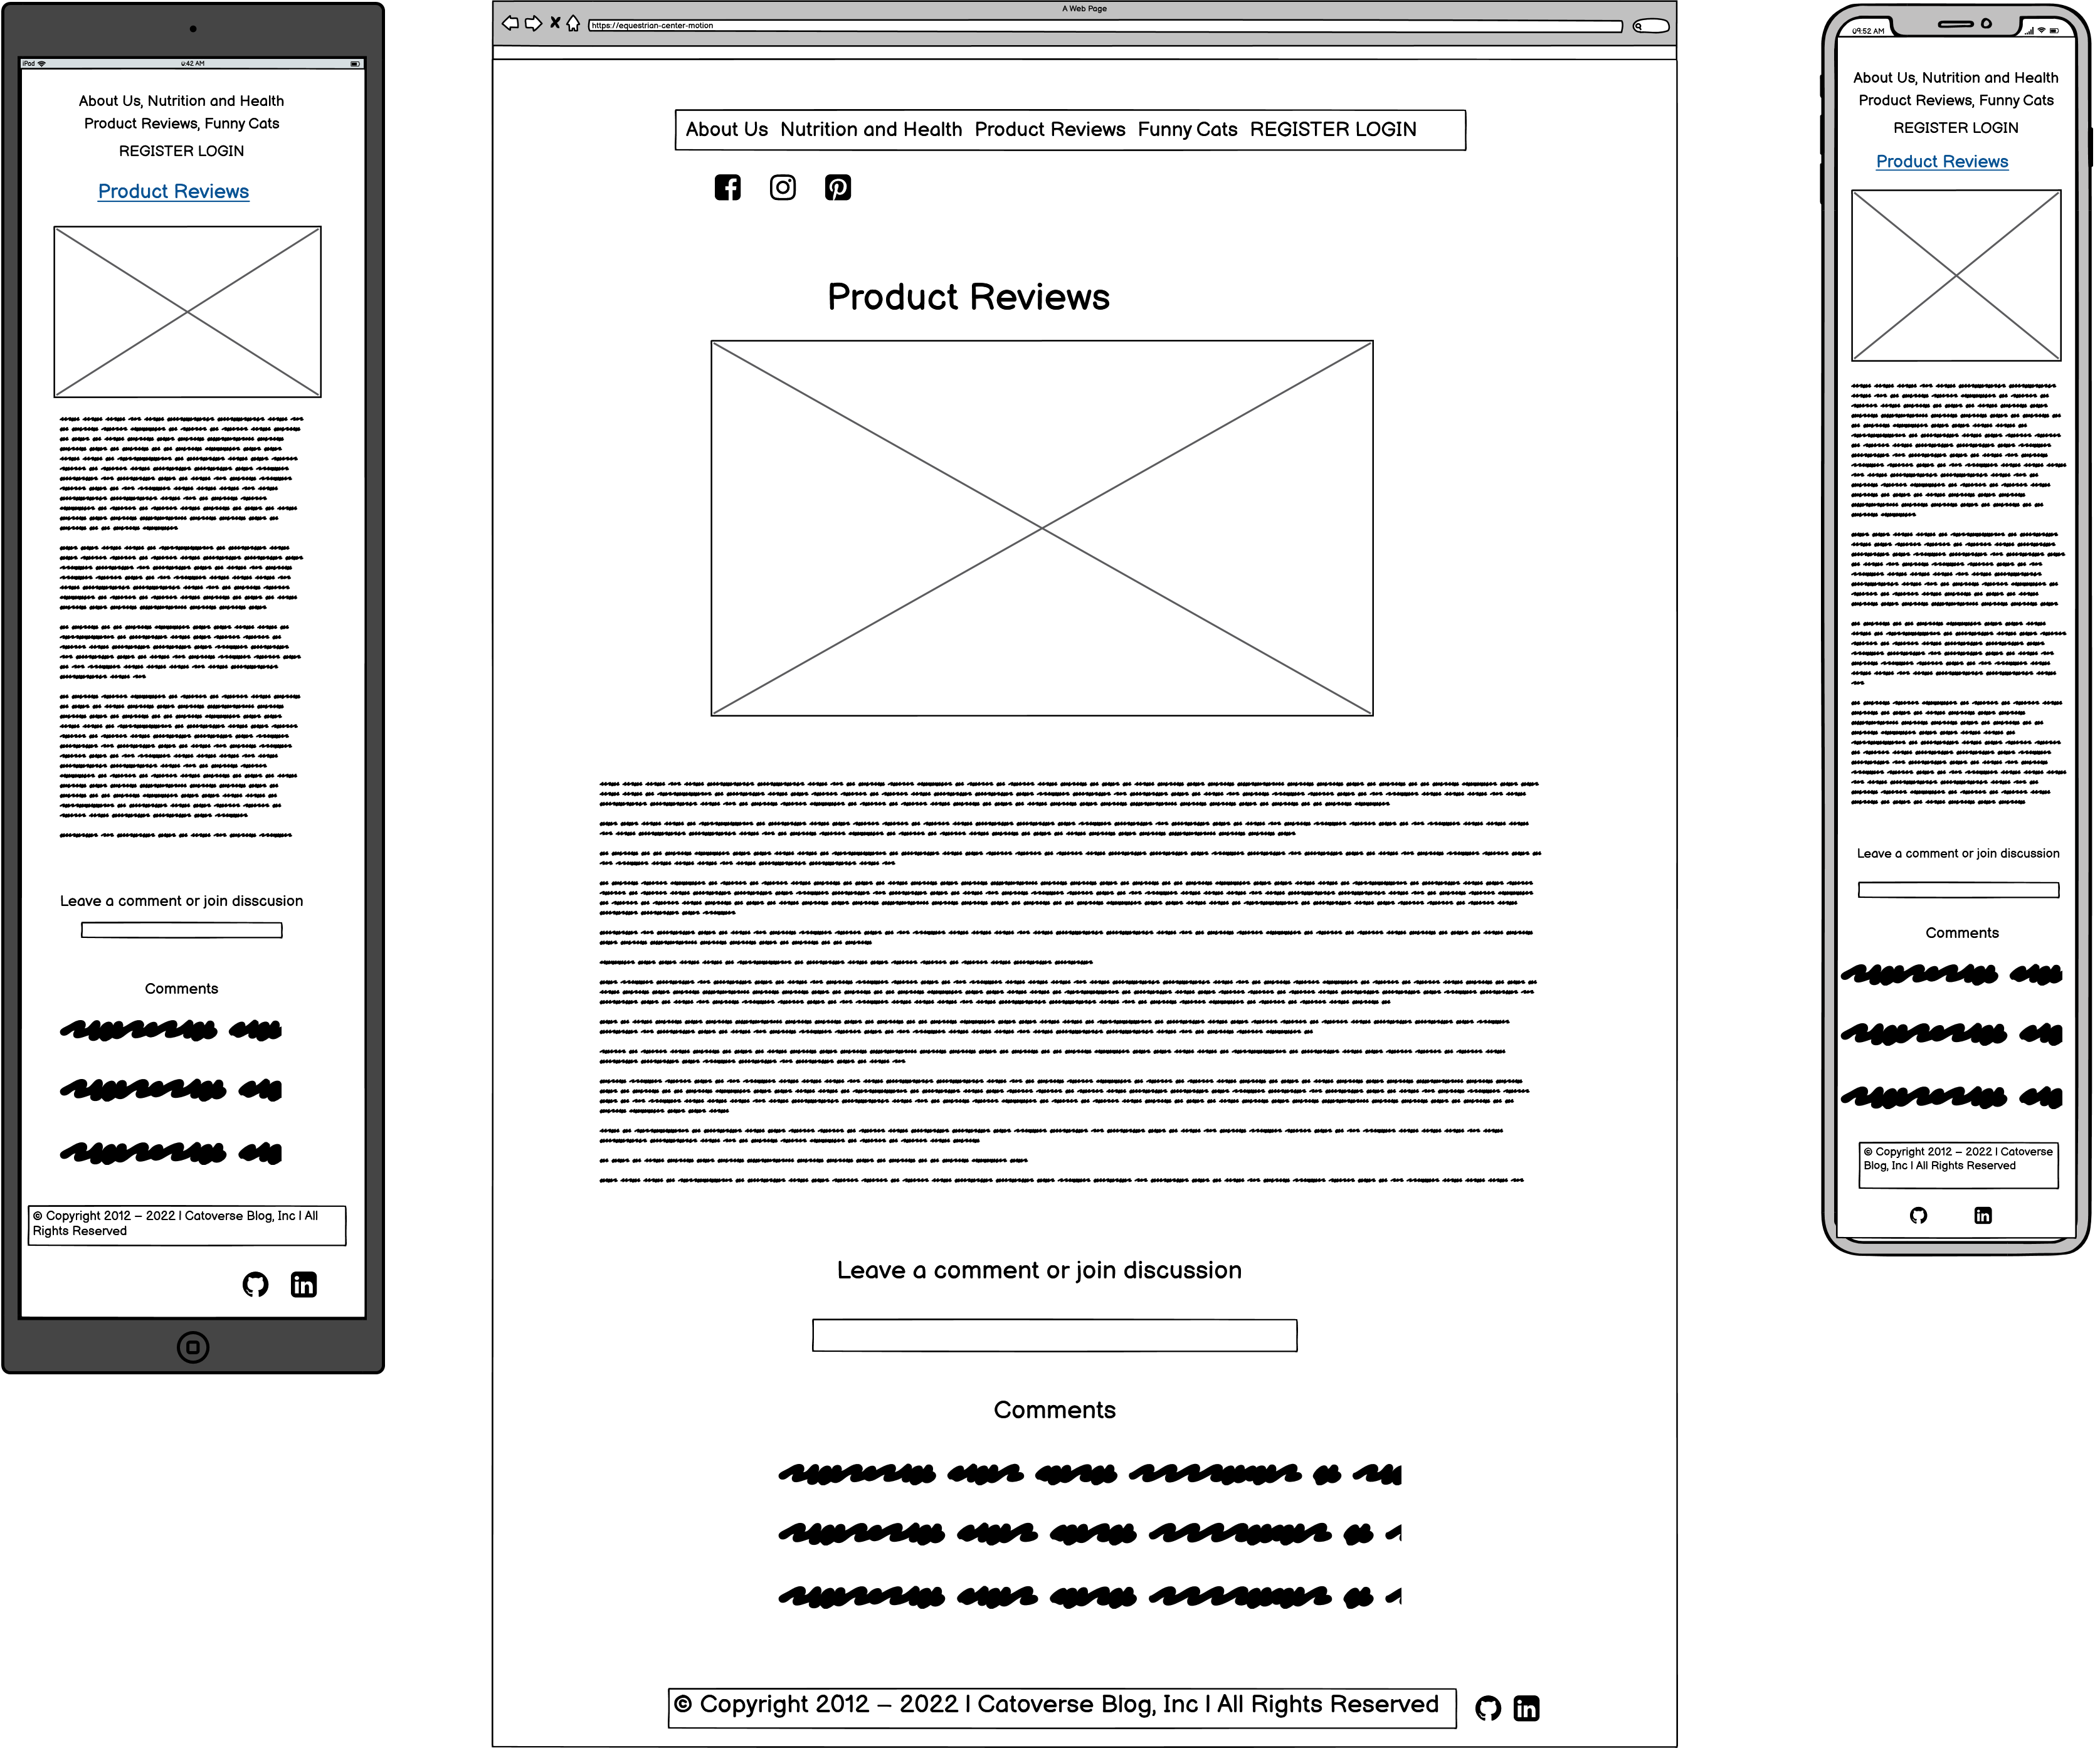 iPad
0:42 AM
About Us, Nutrition and Health
Product Reviews, Funny Cats
REGISTER LOGIN
Product Reviews
Leave a comment or join disscusion
Comments
© Copyright 2012 – 2022 | Catoverse Blog, Inc | All
Rights Reserved
A Web Page
https://equestrian-center-motion
About Us Nutrition and Health Product Reviews Funny Cats REGISTER LOGIN
Product Reviews
Leave a comment or join discussion
Comments
© Copyright 2012 – 2022 | Catoverse Blog, Inc | All Rights Reserved
09:52 AM
About Us, Nutrition and Health
Product Reviews, Funny Cats
REGISTER LOGIN
Product Reviews
Leave a comment or join discussion
Comments
© Copyright 2012 – 2022 | Catoverse
Blog, Inc | All Rights Reserved